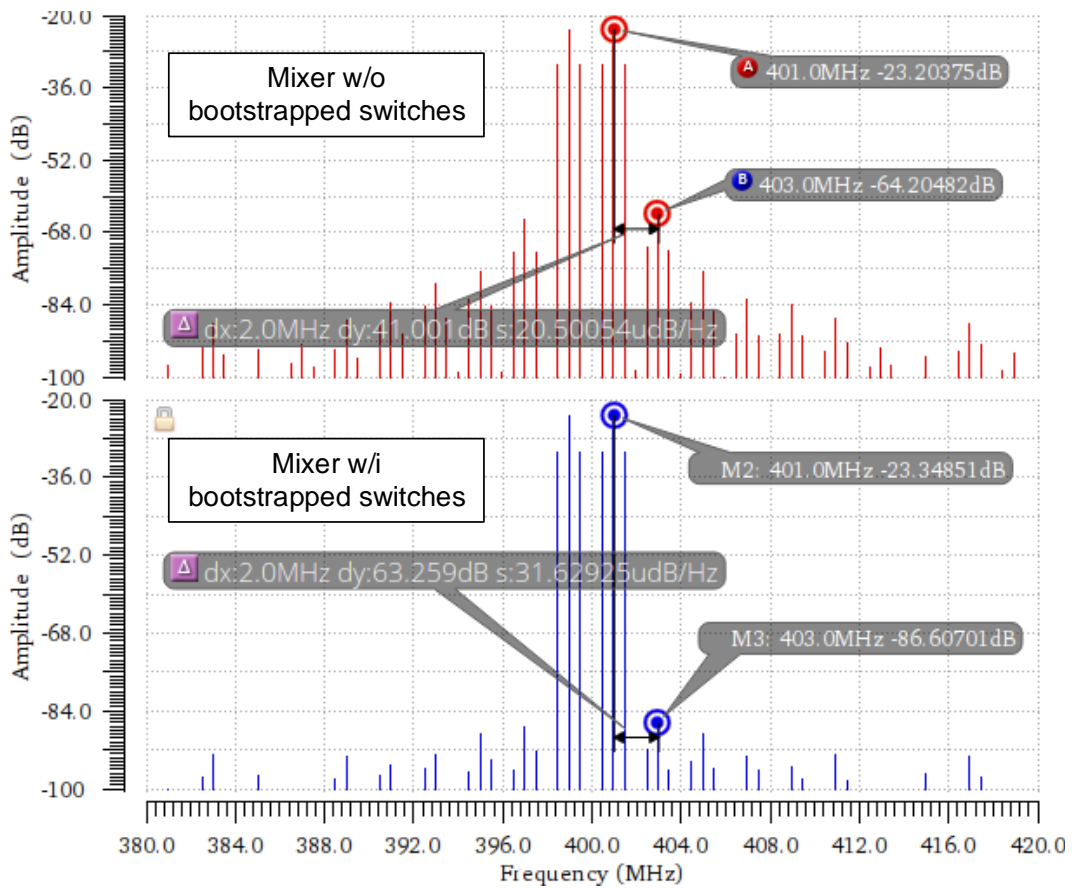 -20.0
Mixer w/o
bootstrapped switches
A 401.0MHz -23.20375dB
-36.0
-52.0
B 403.0MHz -64.20482dB
-68.0
Amplitude (dB)
-84.0
Δ dx:2.0MHz dy:41.001dB s:20.50054udB/Hz
-100
-20.0
Mixer w/i
bootstrapped switches
-36.0
M2: 401.0MHz -23.34851dB
-52.0
Δ dx:2.0MHz dy:63.259dB s:31.62925udB/Hz
Amplitude (dB)
-68.0
M3: 403.0MHz -86.60701dB
-84.0
-100
380.0 384.0 388.0 392.0 396.0 400.0 404.0 408.0 412.0 416.0 420.0
Frequency (MHz)